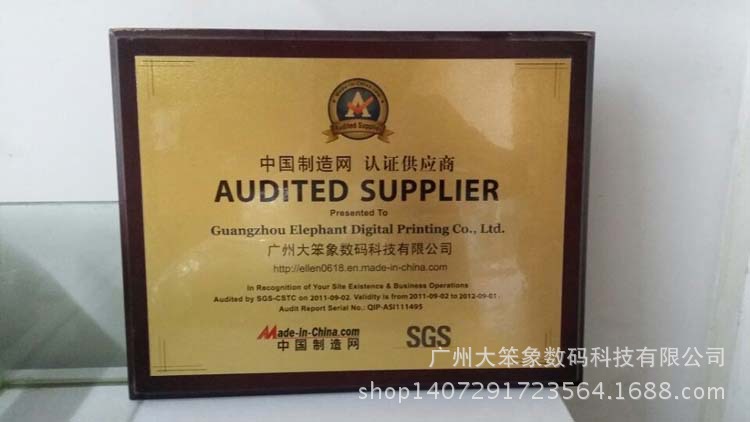 MADE-IN-CHINA.COM
A
Audited Supplier
中国制造网 认证供应商
AUDITED SUPPLIER
Presented To
Guangzhou Elephant Digital Printing Co., Ltd.
广州大笨象数码科技有限公司
http://ellen0618.en.made-in-china.com
In Recognition of Your Site Existence & Business Operations
Audited by SGS-CSTC on 2011-09-02. Validity is from 2011-09-02 to 2012-09-01
Audit Report Serial No.: QIP-ASI111495
Made-in-China.com
中国制造网
SGS
广州大笨象数码科技有限公司
shop1407291723564.1688.com